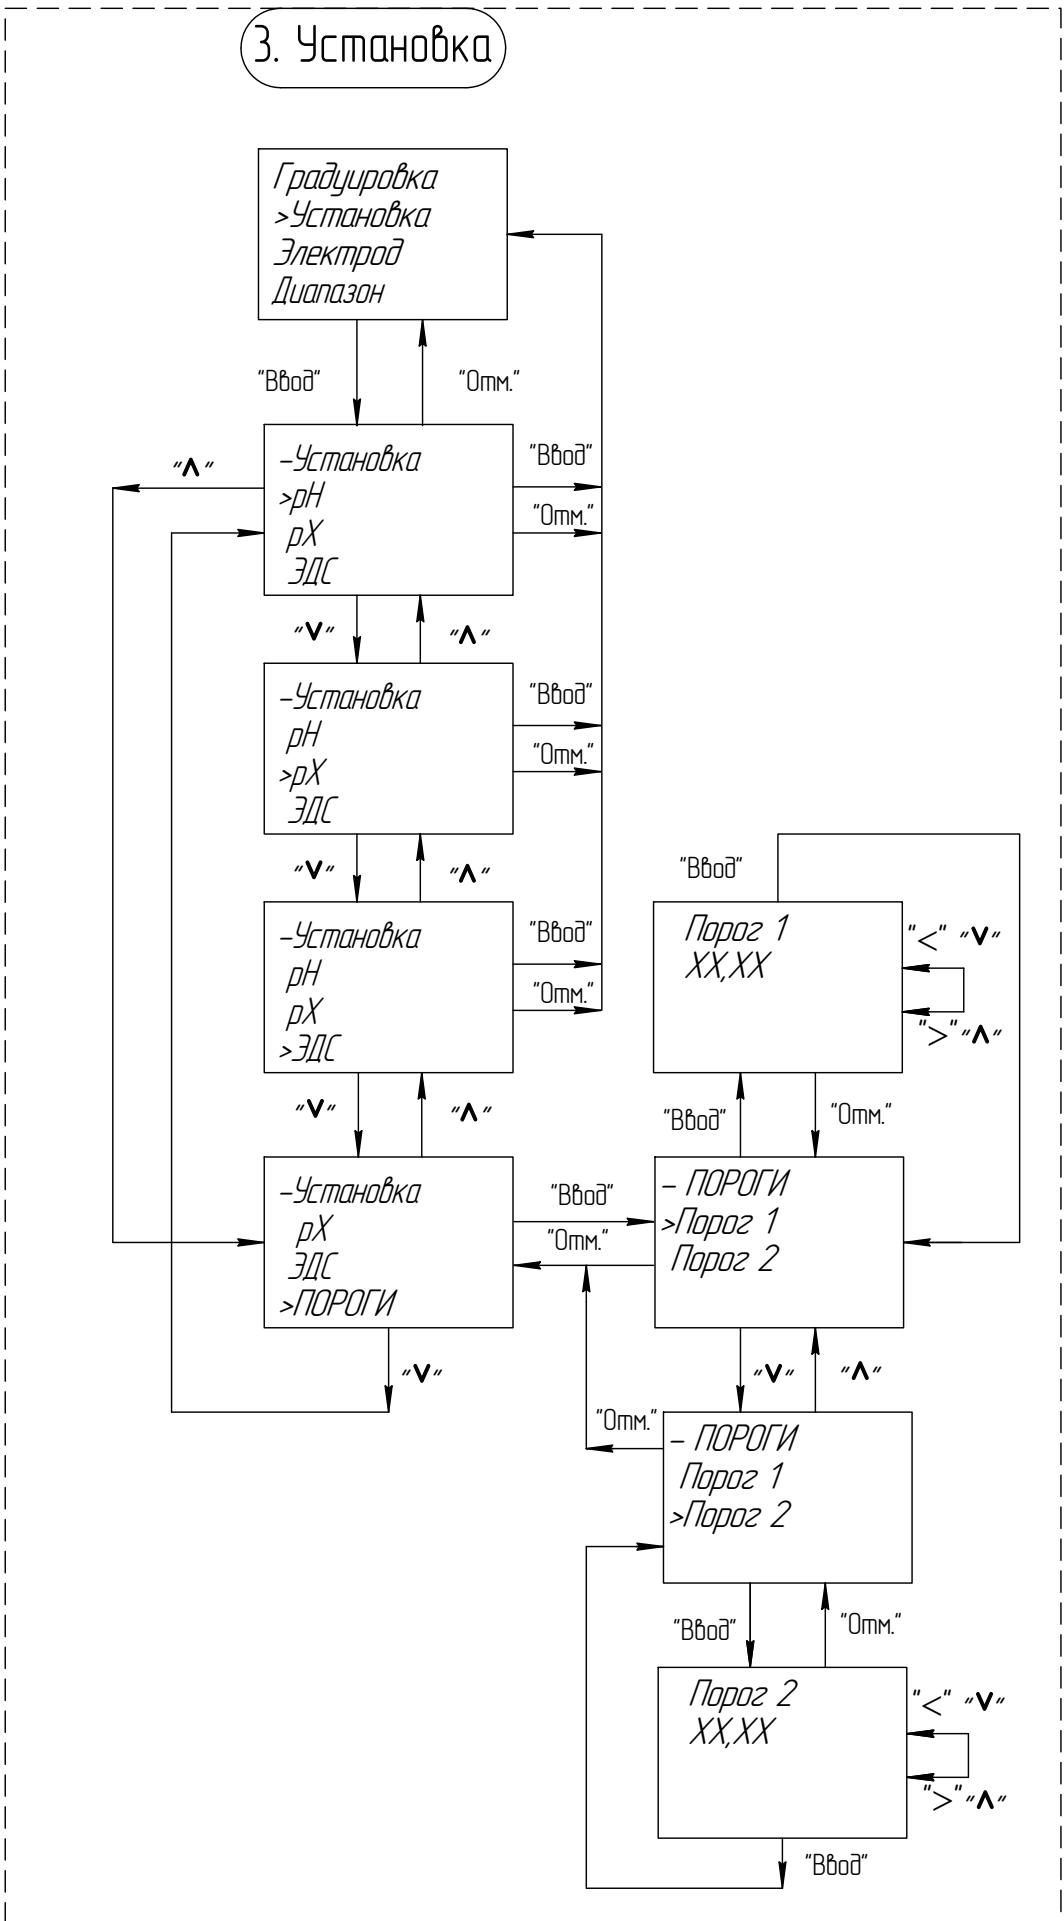 3. Установка
Градуировка
>Установка
Электрод
Диапазон
"Ввод"
"Отм."
"Λ"
-Установка
>pH
pX
ЭДС
"Ввод"
"Отм."
"V"
"Λ"
-Установка
pH
>pX
ЭДС
"Ввод"
"Отм."
"V"
"Λ"
-Установка
pH
pX
>ЭДС
"Ввод"
"Отм."
"V"
"Λ"
-Установка
pX
ЭДС
>ПОРОГИ
"V"
"Ввод"
"Отм."
"Ввод"
Порог 1
XX,XX
"<" "V"
">" "Λ"
"Ввод"
"Отм."
- ПОРОГИ
>Порог 1
Порог 2
"V"
"Λ"
"Отм."
- ПОРОГИ
Порог 1
>Порог 2
"Ввод"
"Отм."
Порог 2
XX,XX
"<" "V"
">" "Λ"
"Ввод"